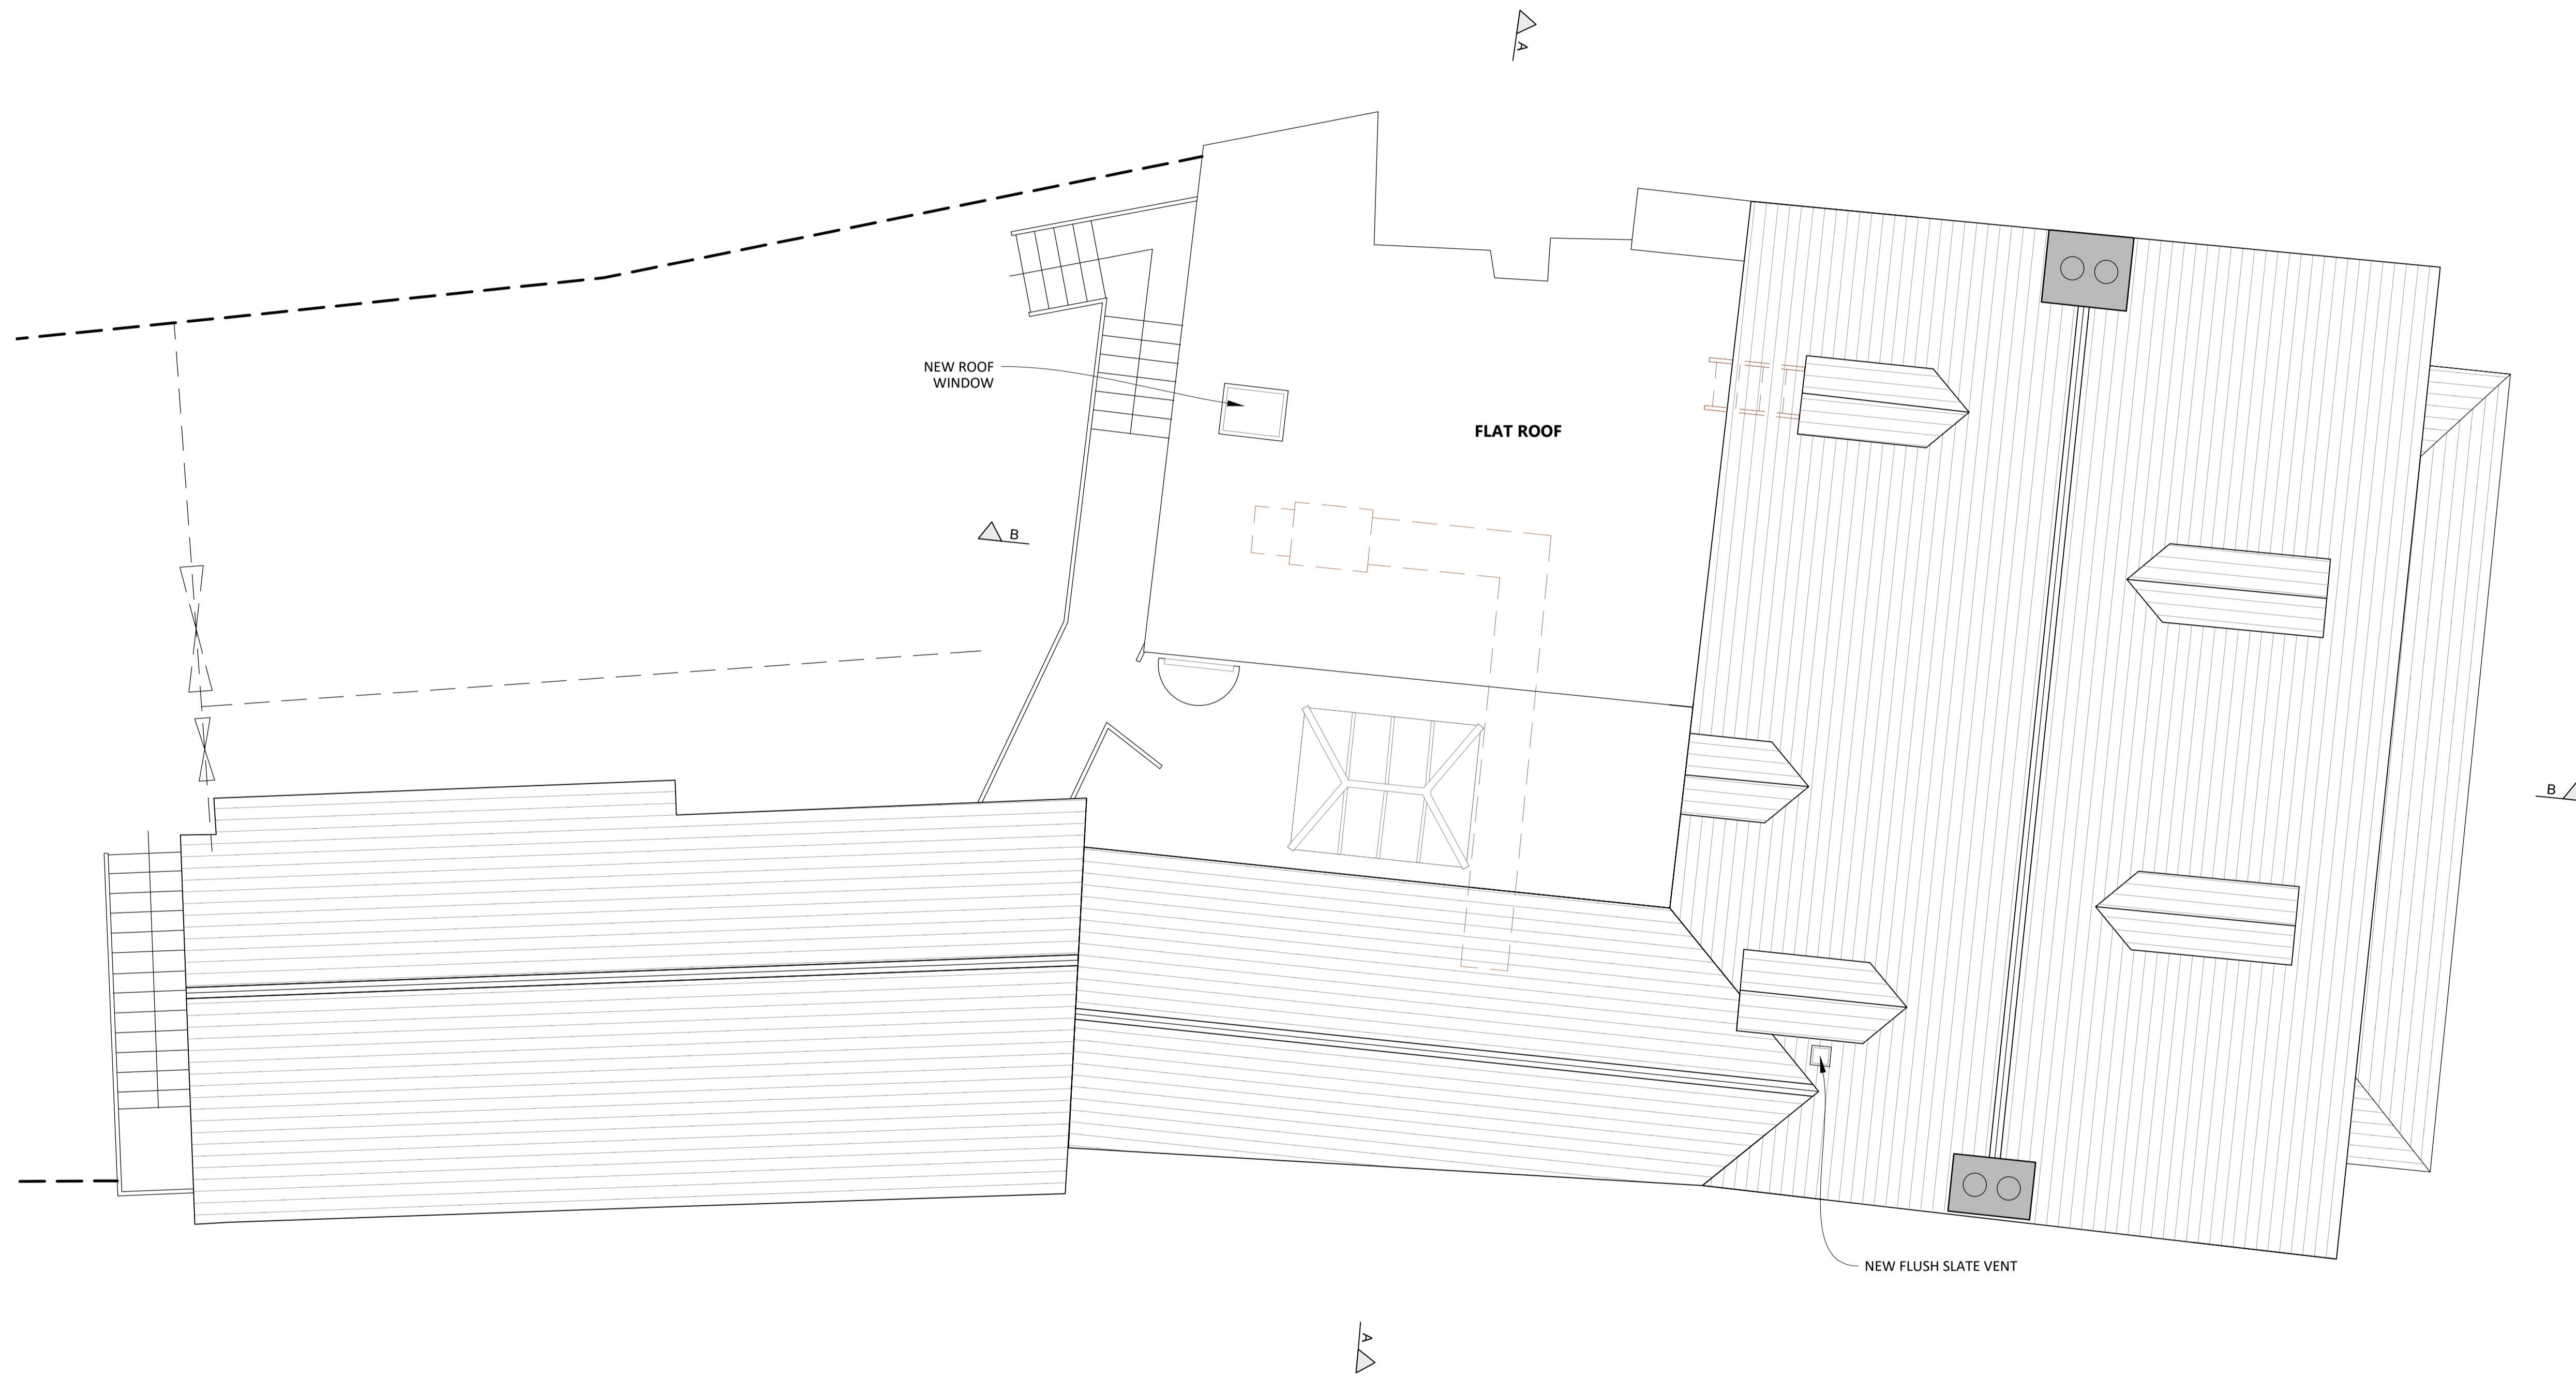 A
NEW ROOF
WINDOW
FLAT ROOF
B
B
NEW FLUSH SLATE VENT
A